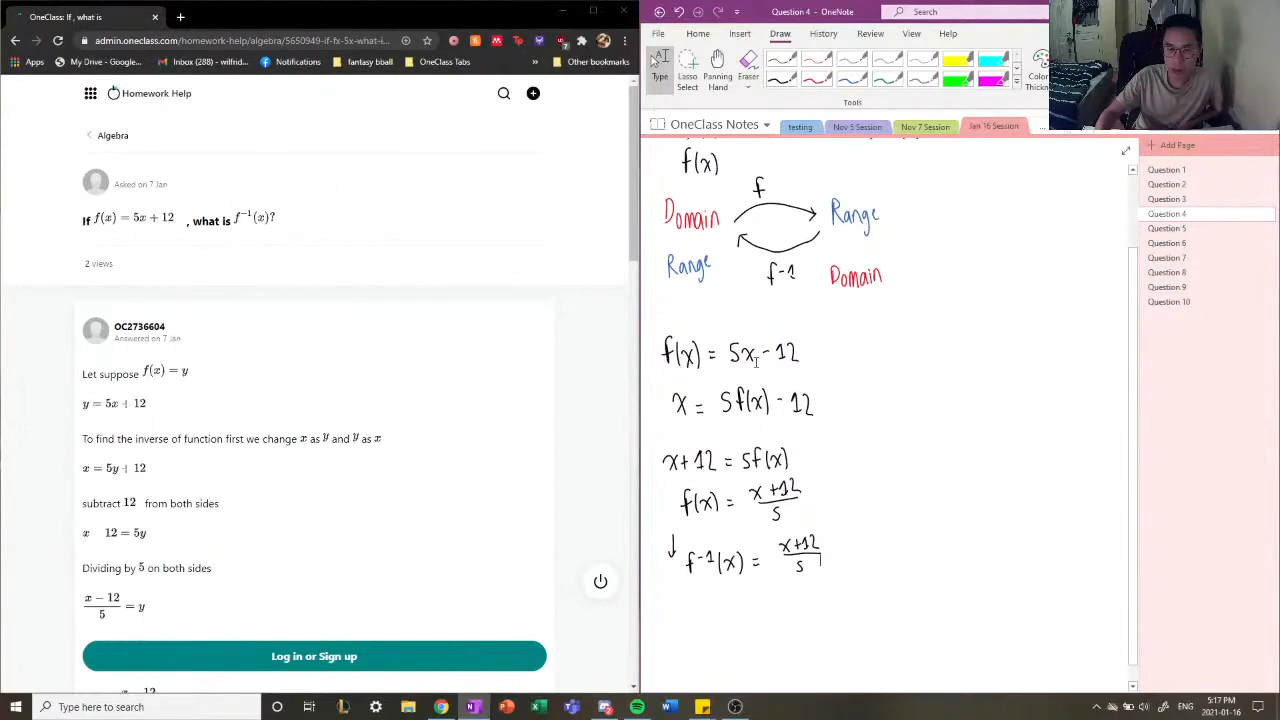 OneClass If , what is
oneclass.com/homework-help/algebra/5550949-if-fx-5x-what-i...
Apps
My Drive - Googl...
Inbox (228) - wilfrid...
Facebook
fantasy bball
OneClass Tabs
Other bookmarks
Homework Help
Algebra
Asked on 7 Jan
If f(x) = 5x + 12 , what is f⁻¹(x)?
2 views
OC2736604
Answered on 7 Jan
Let suppose f(x) = y
y = 5x + 12
To find the inverse of function first we change x as y and y as x
x = 5y + 12
subtract 12 from both sides
x 12 = 5y
Dividing by 5 on both sides
x − 12
5
= y
Log in or Sign up
Question 4 - OneNote
Search
File Home Insert Draw History Review View Help
Type
Lasso Select
Panning Hand
Eraser
Color
Thickn
Tools
OneClass Notes
testing
Nov 5 Session
Nov 7 Session
Jan 16 Session
...
f(x)
f
Domain Range
Range f-1 Domain
f(x) = 5x - 12
x = 5f(x) - 12
x+12 = 5f(x)
f(x) = x+12
5
↓ f-1(x) = x+12
5
Add Page
Question 1
Question 2
Question 3
Question 4
Question 5
Question 6
Question 7
Question 8
Question 9
Question 10
Type here to search
5:17 PM
2021-01-16